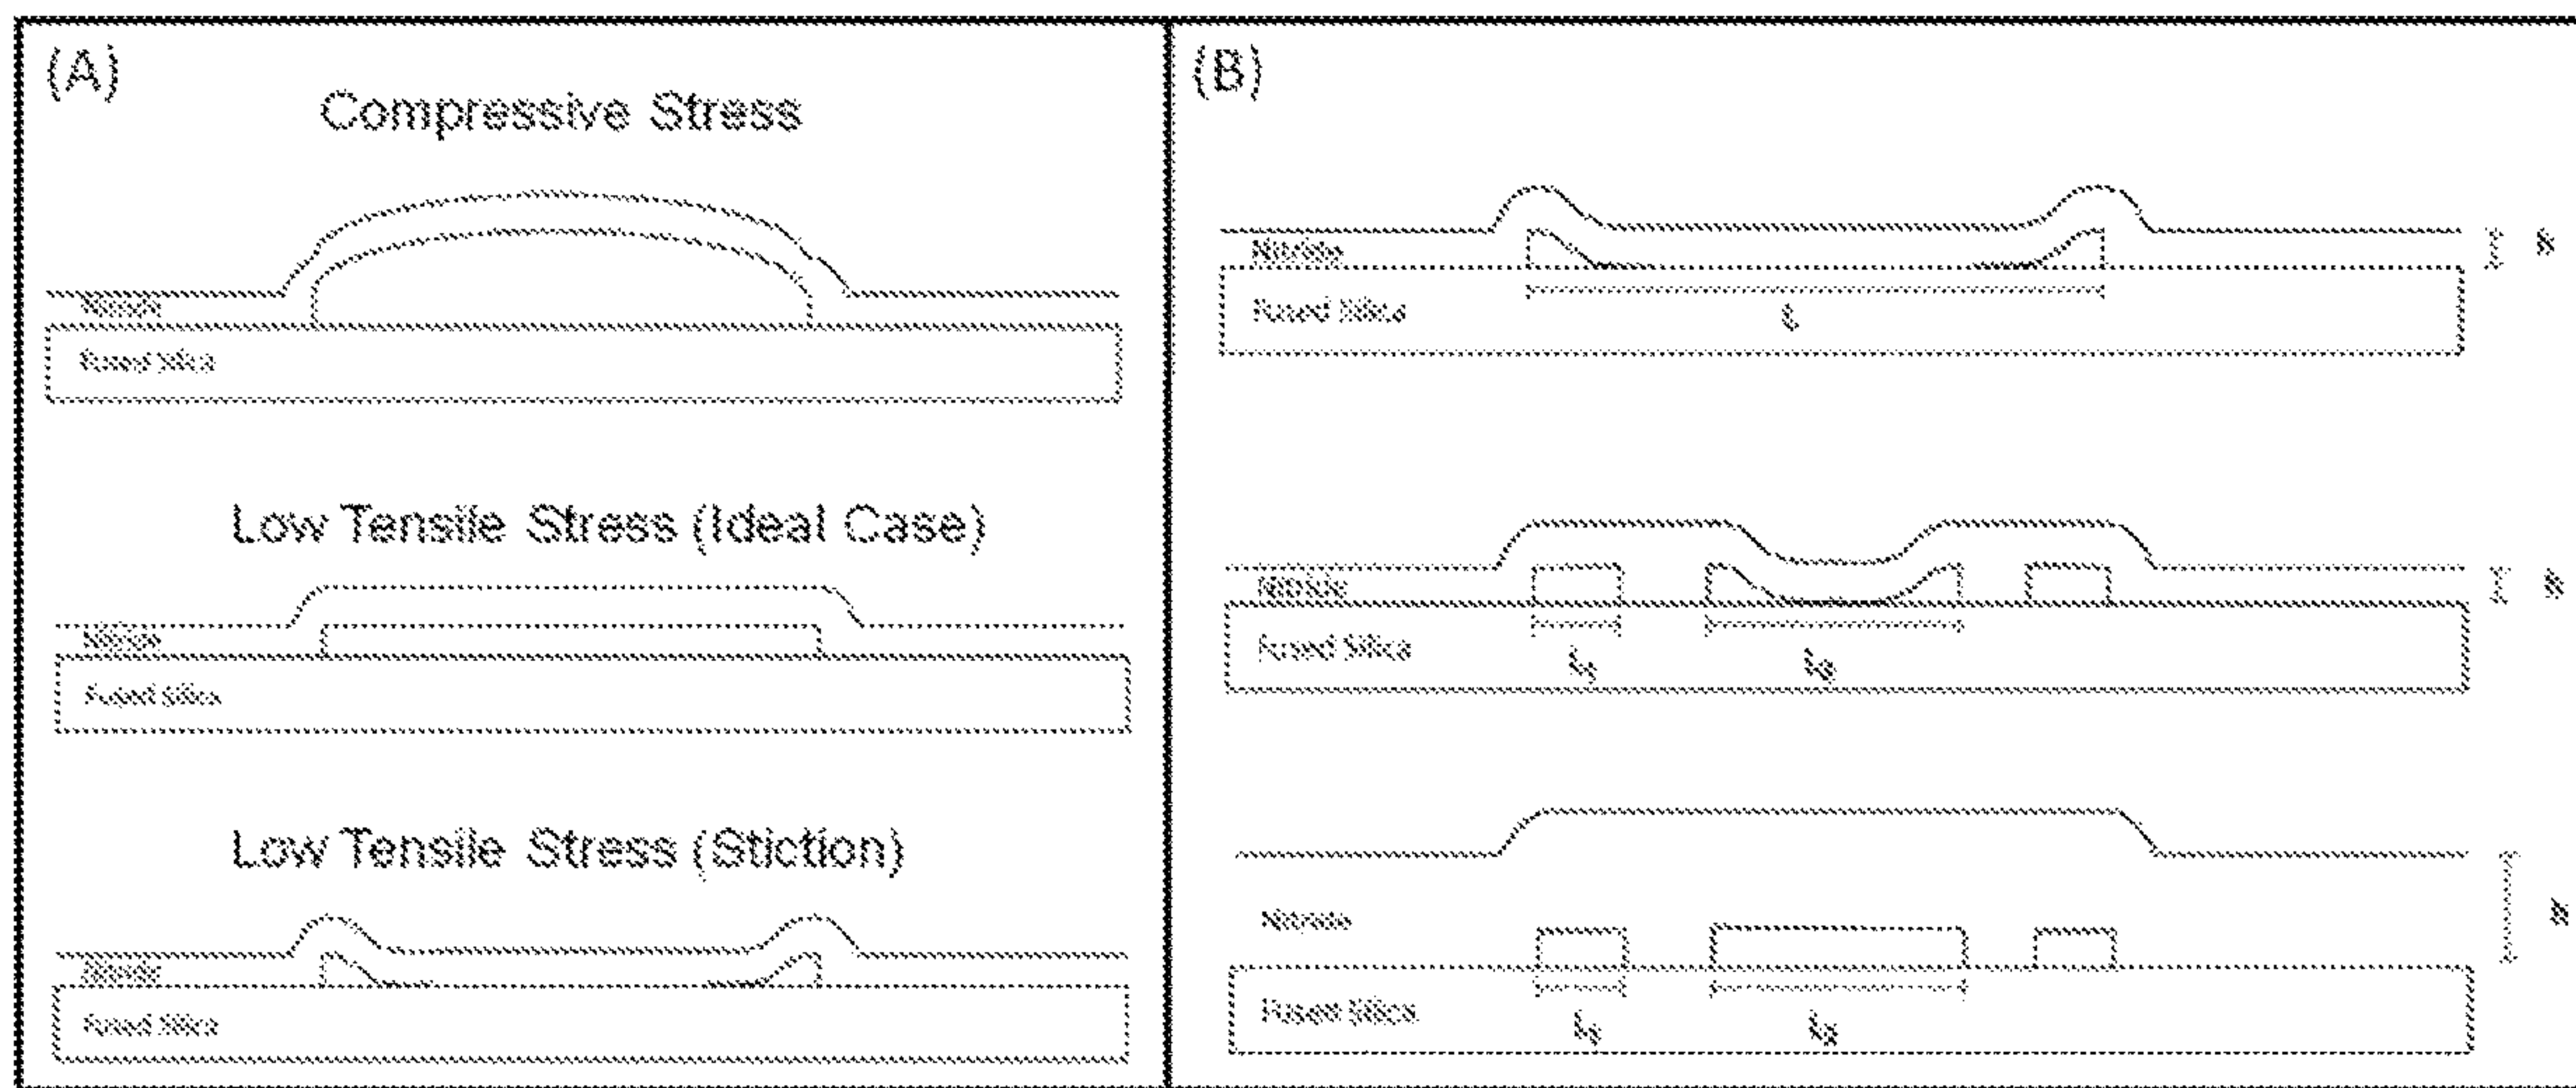 (A)
Compressive Stress
Nitride
Fused Silica
Low Tensile Stress (Ideal Case)
Nitride
Fused Silica
Low Tensile Stress (Stiction)
Nitride
Fused Silica
(B)
Nitride
Fused Silica
Nitride
Fused Silica
Nitride
Fused Silica